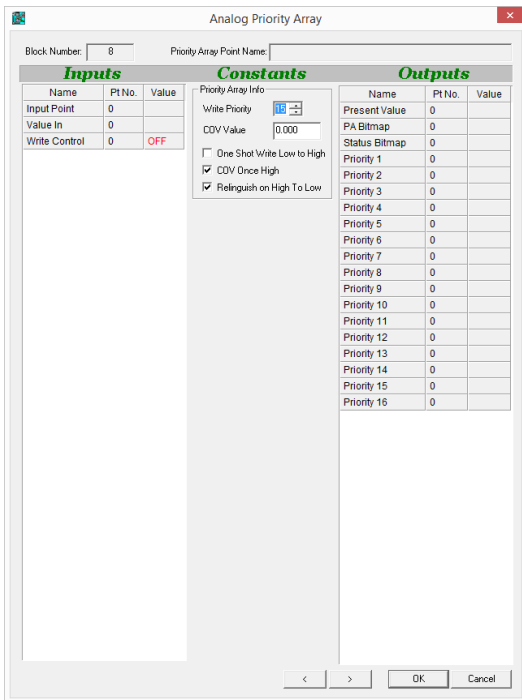 Analog Priority Array
Block Number: 8 Priority Array Point Name:
Inputs Constants Outputs
Name Pt No. Value
Input Point 0
Value In 0
Write Control 0 OFF
Priority Array Info
Write Priority 15
COV Value 0.000
One Shot Write Low to High
COV Once High
Relinguish on High To Low
Name Pt No. Value
Present Value 0
PA Bitmap 0
Status Bitmap 0
Priority 1 0
Priority 2 0
Priority 3 0
Priority 4 0
Priority 5 0
Priority 6 0
Priority 7 0
Priority 8 0
Priority 9 0
Priority 10 0
Priority 11 0
Priority 12 0
Priority 13 0
Priority 14 0
Priority 15 0
Priority 16 0
< > OK Cancel